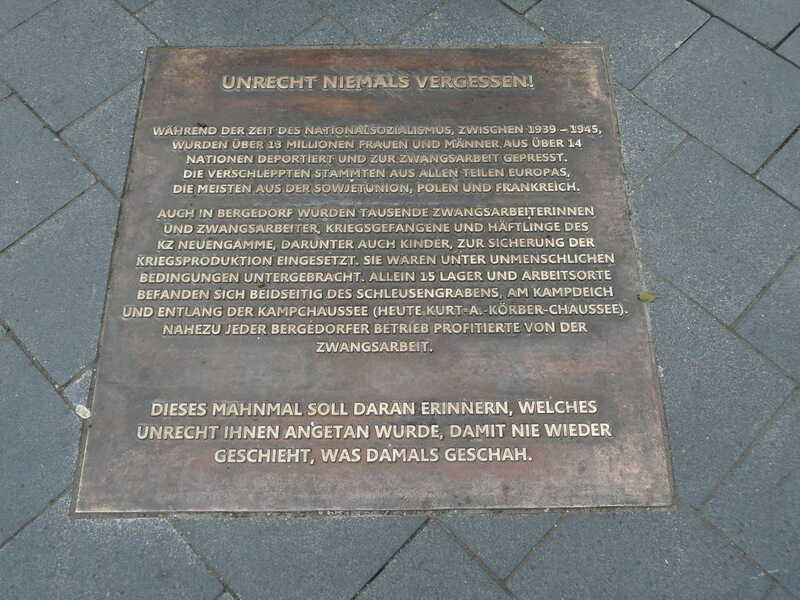 UNRECHT NIEMALS VERGESSEN!
WÄHREND DER ZEIT DES NATIONALSOZIALISMUS, ZWISCHEN 1939 – 1945,
WURDEN ÜBER 13 MILLIONEN FRAUEN UND MÄNNER AUS ÜBER 14
NATIONEN DEPORTIERT UND ZUR ZWANGSARBEIT GEPRESST.
DIE VERSCHLEPPTEN STAMMTEN AUS ALLEN TEILEN EUROPAS,
DIE MEISTEN AUS DER SOWJETUNION, POLEN UND FRANKREICH.
AUCH IN BERGEDORF WURDEN TAUSENDE ZWANGSARBEITERINNEN
UND ZWANGSARBEITER, KRIEGSGEFANGENE UND HÄFTLINGE DES
KZ NEUENGAMME, DARUNTER AUCH KINDER, ZUR SICHERUNG DER
KRIEGSPRODUKTION EINGESETZT. SIE WAREN UNTER UNMENSCHLICHEN
BEDINGUNGEN UNTERGEBRACHT. ALLEIN 15 LAGER UND ARBEITSORTE
BEFANDEN SICH BEIDSEITIG DES SCHLEUSENGRABENS, AM KAMPDEICH
UND ENTLANG DER KAMPCHAUSSEE (HEUTE KURT-A.-KÖRBER-CHAUSSEE).
NAHEZU JEDER BERGEDORFER BETRIEB PROFITIERTE VON DER
ZWANGSARBEIT.
DIESES MAHNMAL SOLL DARAN ERINNERN, WELCHES
UNRECHT IHNEN ANGETAN WURDE, DAMIT NIE WIEDER
GESCHIEHT, WAS DAMALS GESCHAH.